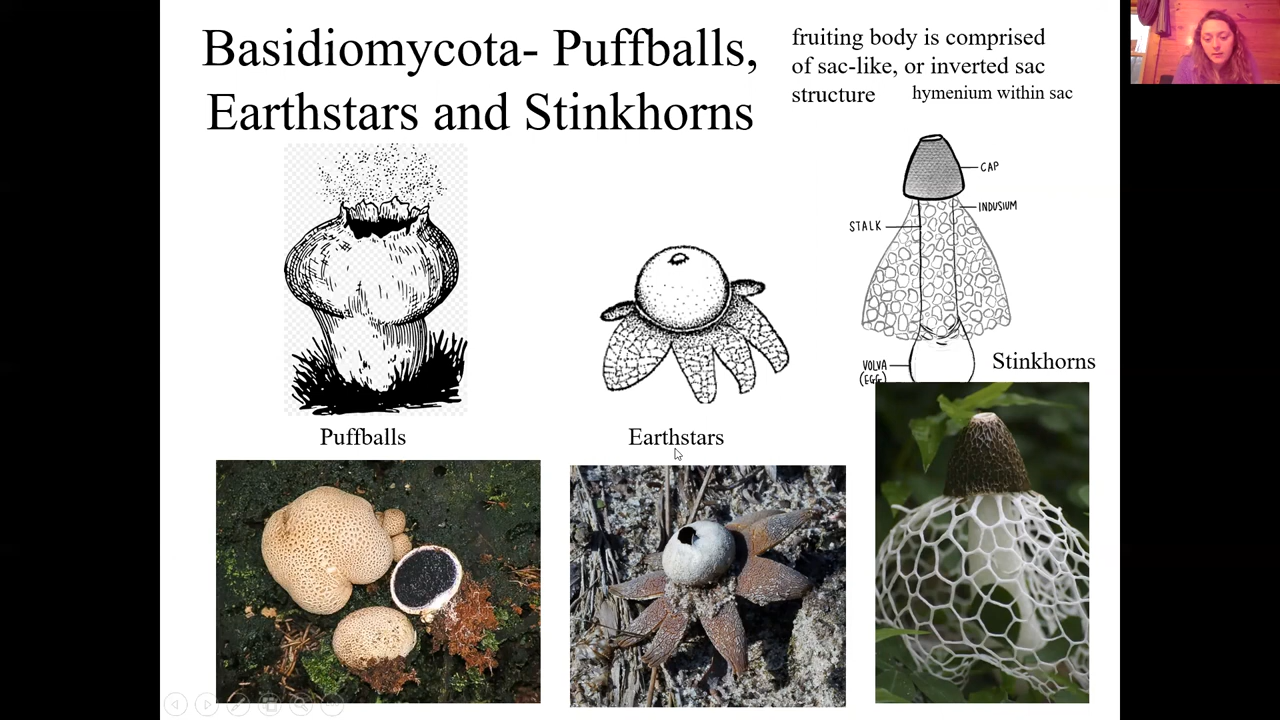 Basidiomycota- Puffballs,
Earthstars and Stinkhorns
fruiting body is comprised
of sac-like, or inverted sac
structure
hymenium within sac
CAP
INDUSIUM
STALK
VOLVA
(EGG)
Stinkhorns
Puffballs
Earthstars